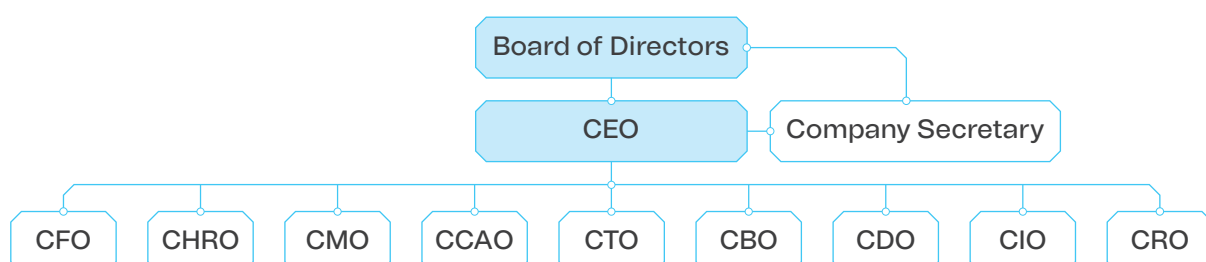 Board of Directors
CEO
Company Secretary
CFO
CHRO
CMO
CCAO
CTO
CBO
CDO
CIO
CRO